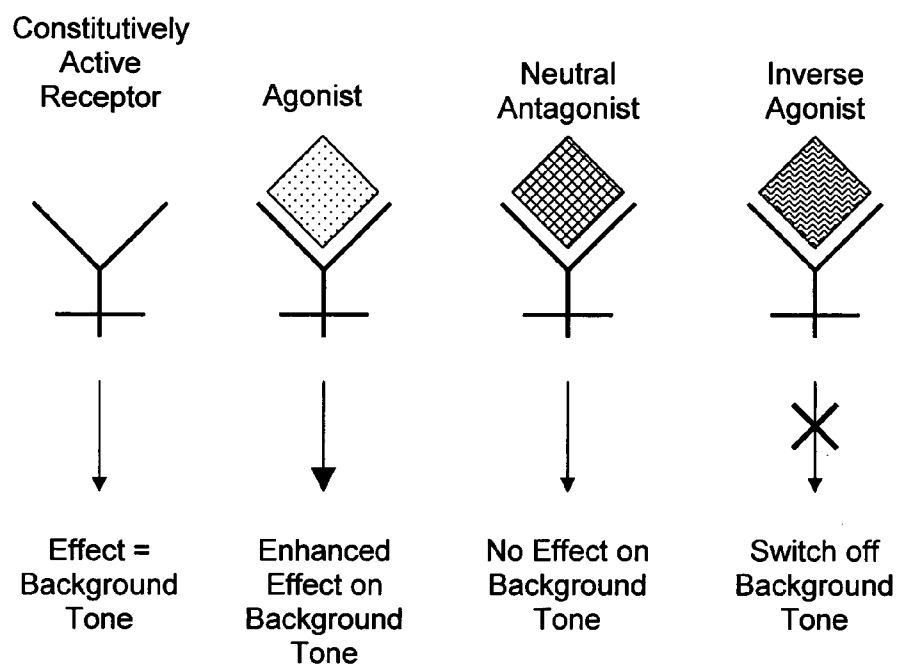 Constitutively
Active
Receptor
Agonist
Neutral
Antagonist
Inverse
Agonist
Effect =
Background
Tone
Enhanced
Effect on
Background
Tone
No Effect on
Background
Tone
Switch off
Background
Tone